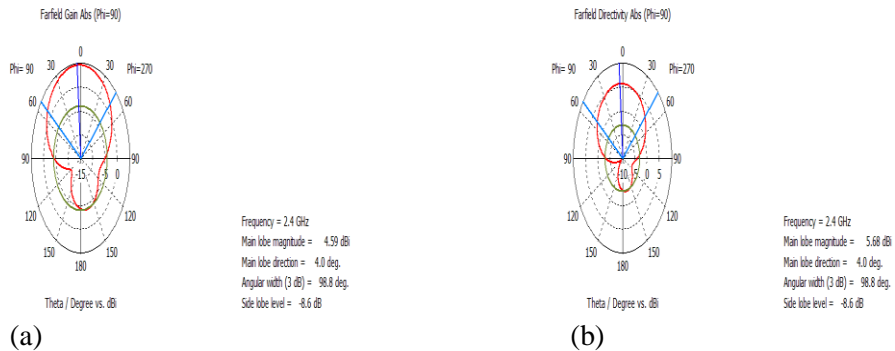 Farfield Gain Abs (Phi=90)
0
Phi= 90 30 30 Phi=270
60 60
90 -15 -5 0 90
120 120
150 150
180
Theta / Degree vs. dBi
Frequency = 2.4 GHz
Main lobe magnitude = 4.59 dBi
Main lobe direction = 4.0 deg.
Angular width (3 dB) = 98.8 deg.
Side lobe level = -8.6 dB
(a)
Farfield Directivity Abs (Phi=90)
0
Phi= 90 30 30 Phi=270
60 60
90 -10 -5 0 5 90
120 120
150 150
180
Theta / Degree vs. dBi
Frequency = 2.4 GHz
Main lobe magnitude = 5.68 dBi
Main lobe direction = 4.0 deg.
Angular width (3 dB) = 98.8 deg.
Side lobe level = -8.6 dB
(b)